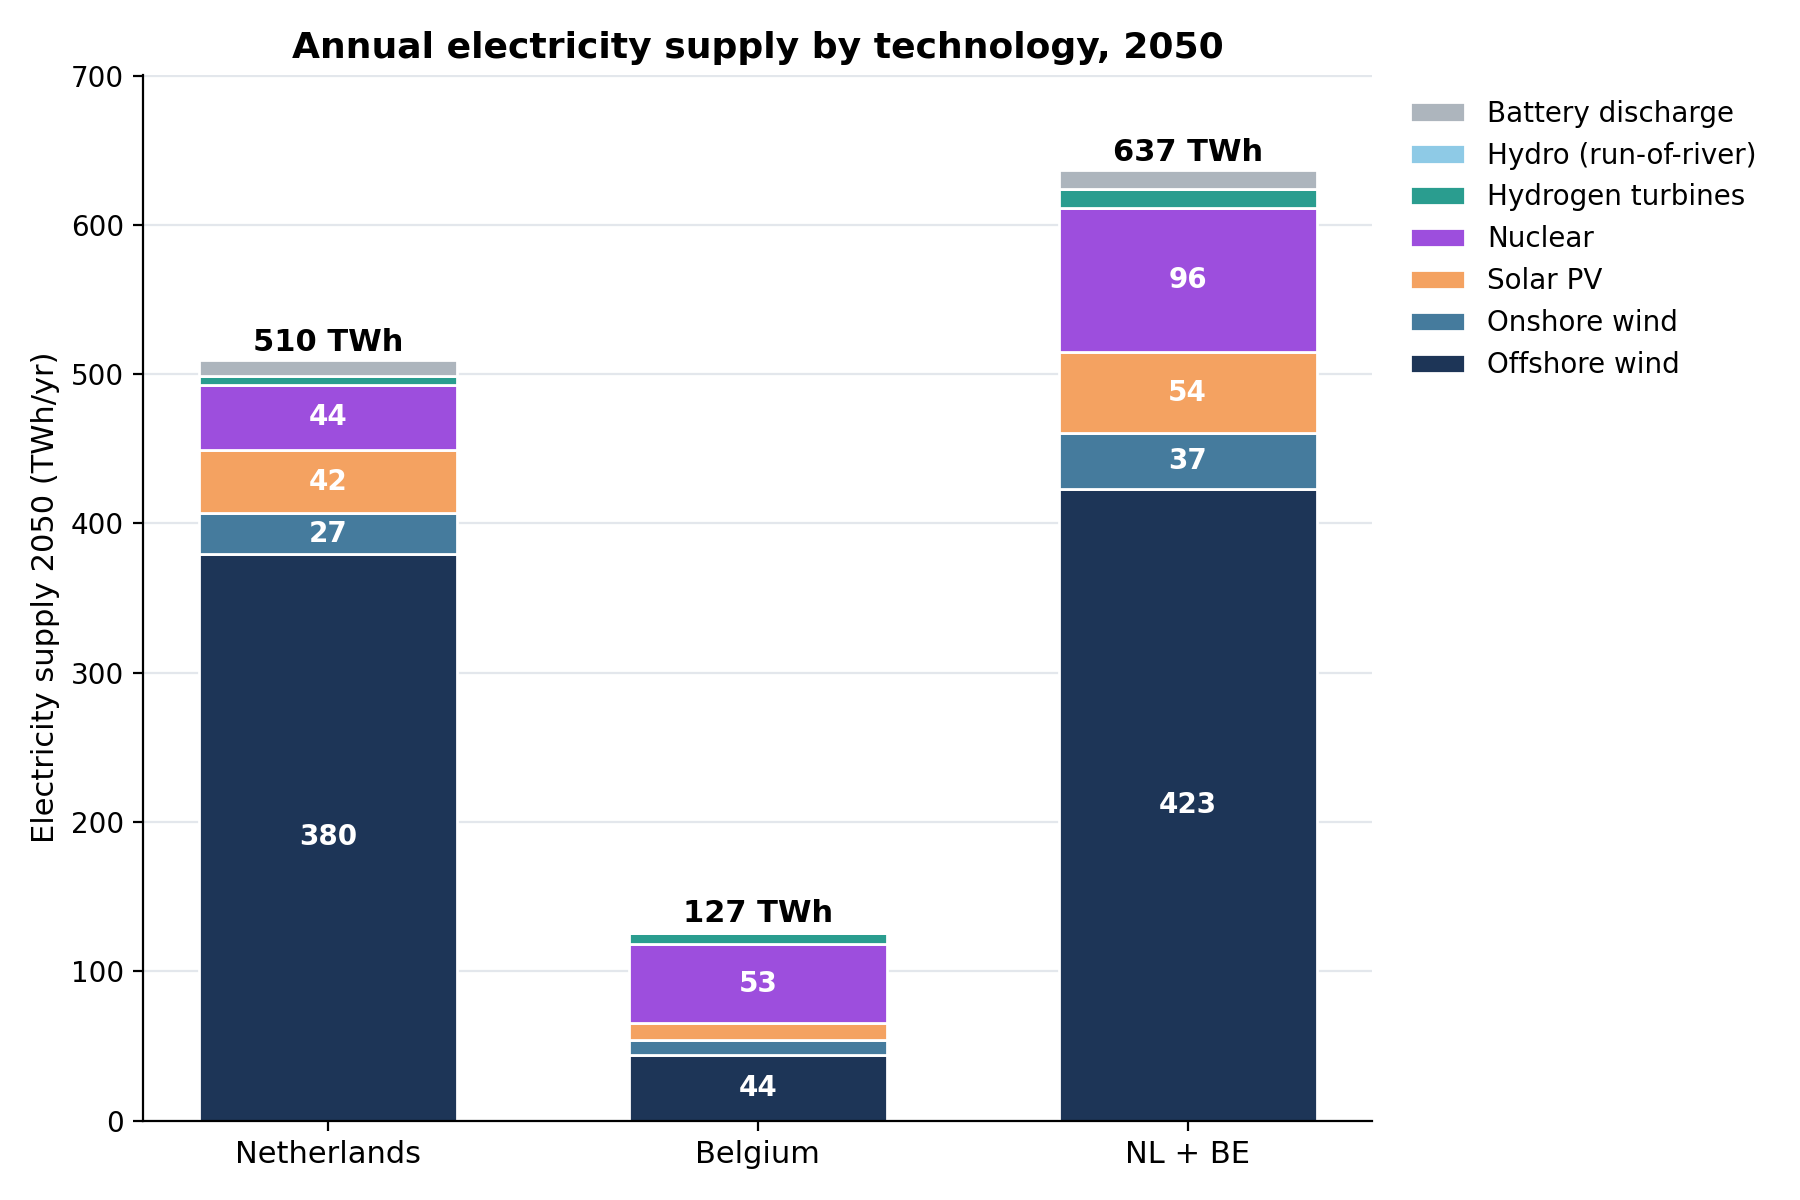 Annual electricity supply by technology, 2050
Electricity supply 2050 (TWh/yr)
700
600
500
400
300
200
100
0
510 TWh
44
42
27
380
Netherlands
127 TWh
53
44
Belgium
637 TWh
96
54
37
423
NL + BE
Battery discharge
Hydro (run-of-river)
Hydrogen turbines
Nuclear
Solar PV
Onshore wind
Offshore wind